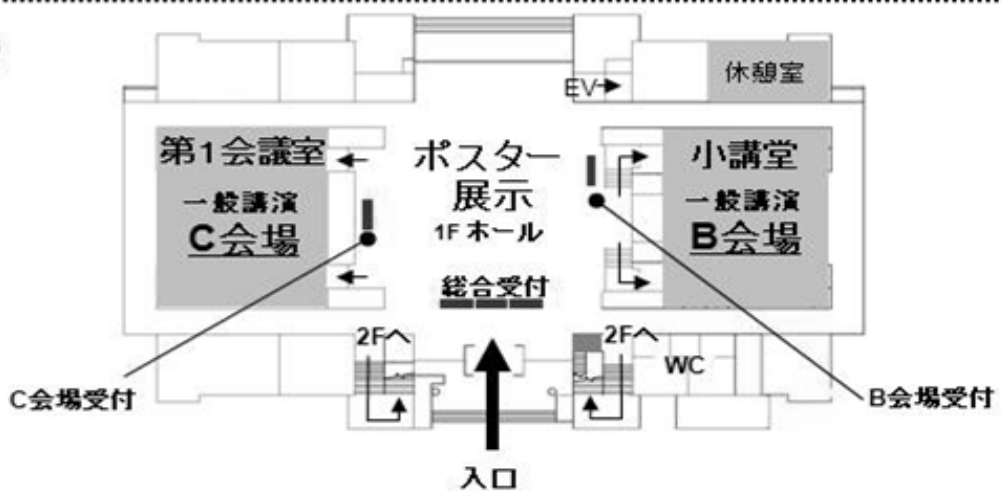 EV
休憩室
第1会議室
一般講演
C会場
ポスター
展示
1F ホール
小講堂
一般講演
B会場
総合受付
2Fへ
2Fへ
WC
C会場受付
B会場受付
入口